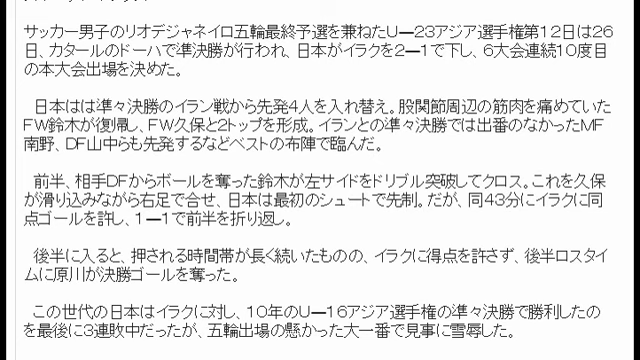 サッカー男子のリオデジャネイロ五輪最終予選を兼ねたU―23アジア選手権第12日は26
日、カタールのドーハで準決勝が行われ、日本がイラクを2―1で下し、6大会連続10度目
の本大会出場を決めた。
日本はは準々決勝のイラン戦から先発4人を入れ替え。股関節周辺の筋肉を痛めていた
FW鈴木が復帰し、FW久保と2トップを形成。イランとの準々決勝では出番のなかったMF
南野、DF山中らも先発するなどベストの布陣で臨んだ。
前半、相手DFからボールを奪った鈴木が左サイドをドリブル突破してクロス。これを久保
が滑り込みながら右足で合せ、日本は最初のシュートで先制。だが、同43分にイラクに同
点ゴールを許し、1―1で前半を折り返し。
後半に入ると、押される時間帯が長く続いたものの、イラクに得点を許さず、後半ロスタイ
ムに原川が決勝ゴールを奪った。
この世代の日本はイラクに対し、10年のU―16アジア選手権の準々決勝で勝利したの
を最後に3連敗中だったが、五輪出場の懸かった大一番で見事に雪辱した。